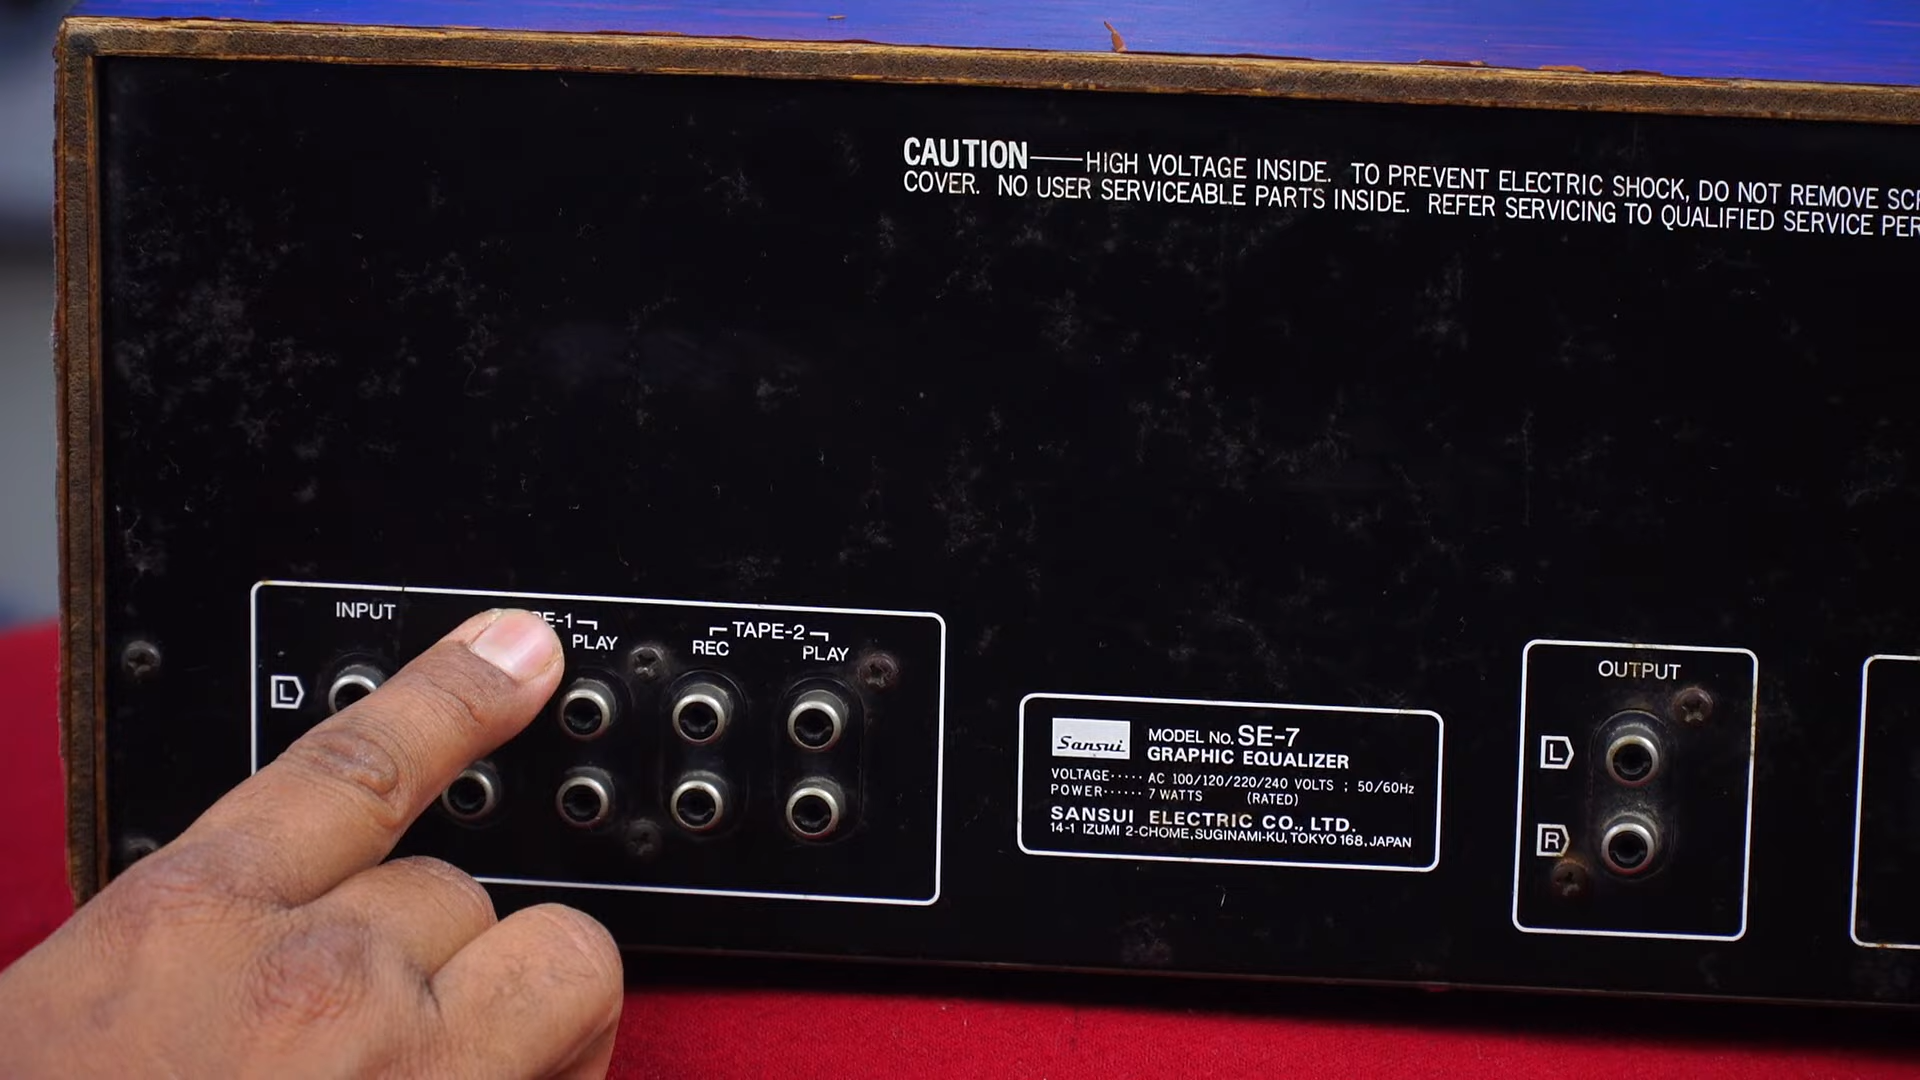 CAUTION——HIGH VOLTAGE INSIDE. TO PREVENT ELECTRIC SHOCK, DO NOT REMOVE
COVER. NO USER SERVICEABLE PARTS INSIDE. REFER SERVICING TO QUALIFIED SERVICE
INPUT
PLAY
TAPE-2
REC PLAY
L
Sansui
MODEL No. SE-7
GRAPHIC EQUALIZER
VOLTAGE····· AC 100/120/220/240 VOLTS ; 50/60Hz
POWER······ 7 WATTS (RATED)
SANSUI ELECTRIC CO., LTD.
14-1 IZUMI 2-CHOME, SUGINAMI-KU, TOKYO 168, JAPAN
OUTPUT
L
R